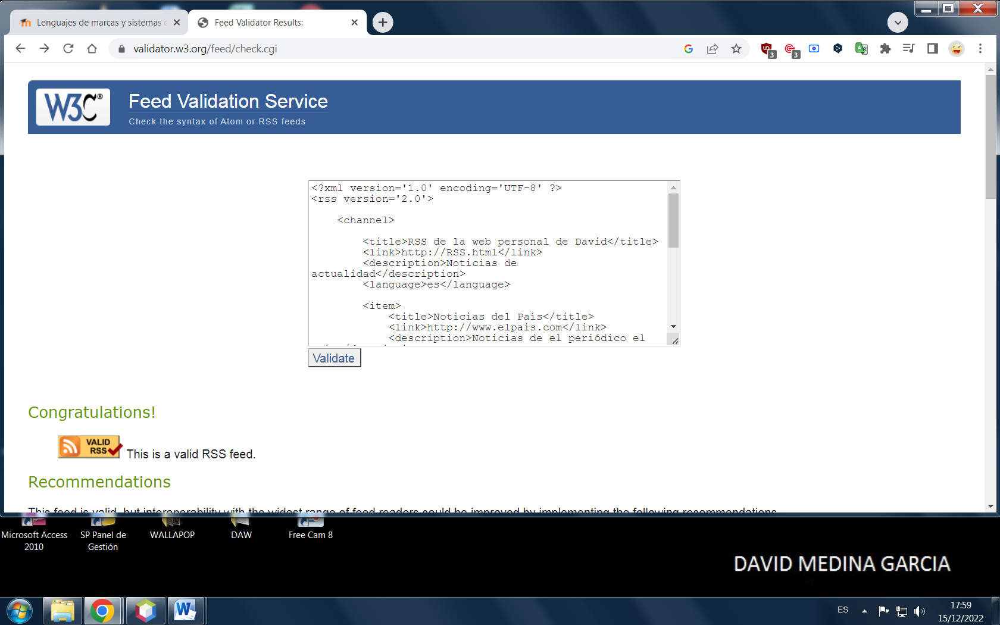 Lenguajes de marcas y sistemas
Feed Validator Results:
validator.w3.org/feed/check.cgi
3
3
W3C®
Feed Validation Service
Check the syntax of Atom or RSS feeds
<?xml version='1.0' encoding='UTF-8' ?>
<rss version='2.0'>
<channel>
<title>RSS de la web personal de David</title>
<link>http://RSS.html</link>
<description>Noticias de
actualidad</description>
<language>es</language>
<item>
<title>Noticias del País</title>
<link>http://www.elpais.com</link>
<description>Noticias de el periódico el
Validate
Congratulations!
VALID
RSS
This is a valid RSS feed.
Recommendations
This feed is valid, but interoperability with the widest range of feed readers could be improved by implementing the following recommendations.
Microsoft Access
2010
SP Panel de
Gestión
WALLAPOP
DAW
Free Cam 8
DAVID MEDINA GARCIA
ES
17:59
15/12/2022